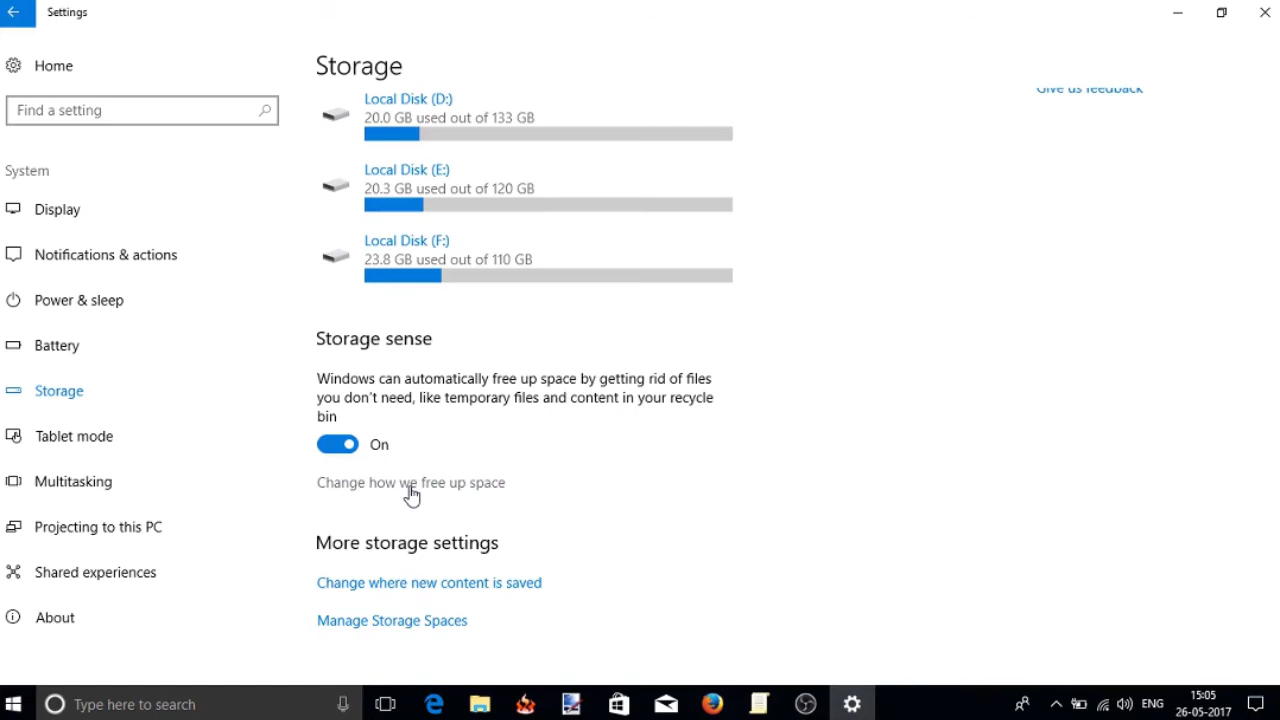 Settings
Home
Find a setting
System
Display
Notifications & actions
Power & sleep
Battery
Storage
Tablet mode
Multitasking
Projecting to this PC
Shared experiences
About
Storage
Local Disk (D:)
20.0 GB used out of 133 GB
Local Disk (E:)
20.3 GB used out of 120 GB
Local Disk (F:)
23.8 GB used out of 110 GB
Storage sense
Windows can automatically free up space by getting rid of files
you don't need, like temporary files and content in your recycle
bin
On
Change how we free up space
More storage settings
Change where new content is saved
Manage Storage Spaces
Give us feedback
Type here to search
ENG
15:05
26-05-2017